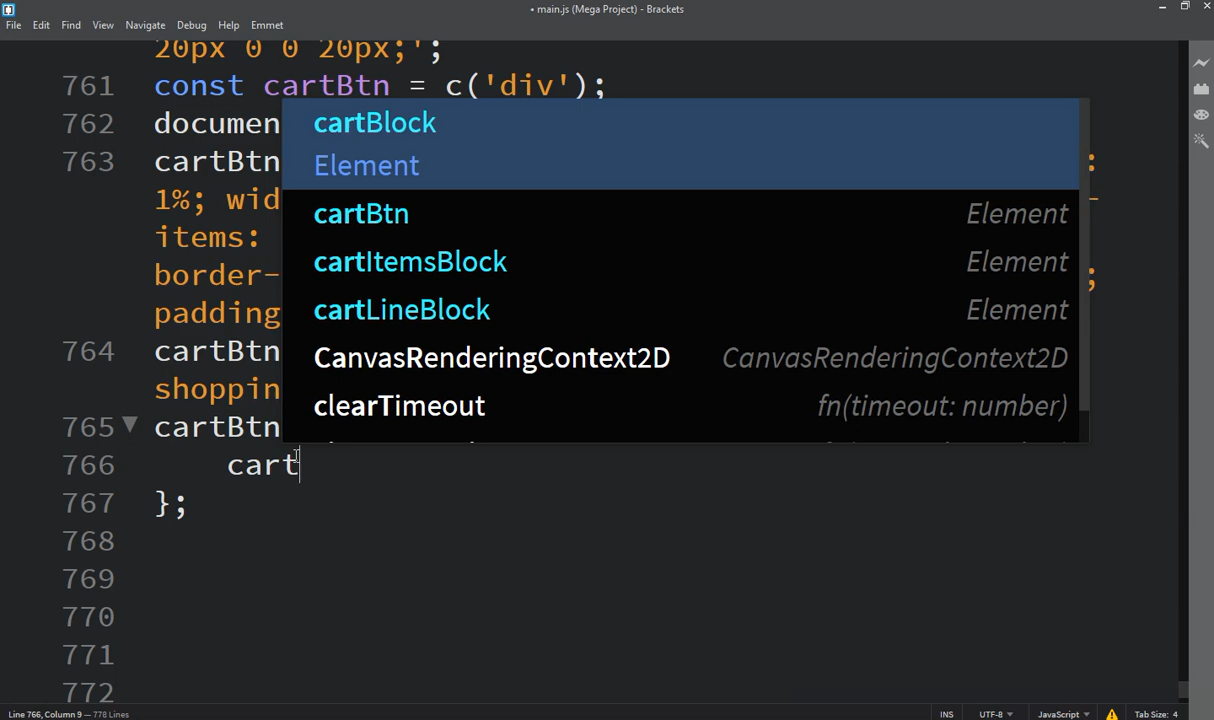 • main.js (Mega Project) - Brackets
File Edit Find View Navigate Debug Help Emmet
20px 0 0 20px;';
761 const cartBtn = c('div');
762 documen
763 cartBtn :
1%; wid -
items:
border- ;
padding
764 cartBtn
shoppin
765 cartBtn
766 cart
767 };
768
769
770
771
772
cartBlock
Element
cartBtn Element
cartItemsBlock Element
cartLineBlock Element
CanvasRenderingContext2D CanvasRenderingContext2D
clearTimeout fn(timeout: number)
Line 766, Column 9 — 778 Lines INS UTF-8 JavaScript Tab Size: 4